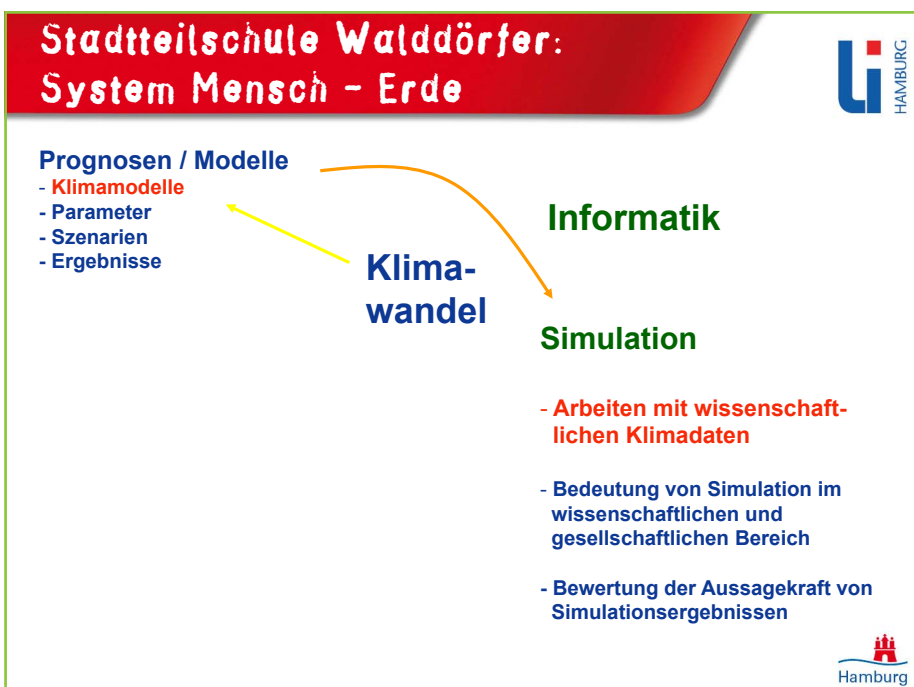 Stadtteilschule Walddörfer:
System Mensch - Erde
Li
HAMBURG
Prognosen / Modelle
- Klimamodelle
- Parameter
- Szenarien
- Ergebnisse
Klima-
wandel
Informatik
Simulation
- Arbeiten mit wissenschaft-
lichen Klimadaten
- Bedeutung von Simulation im
wissenschaftlichen und
gesellschaftlichen Bereich
- Bewertung der Aussagekraft von
Simulationsergebnissen
Hamburg